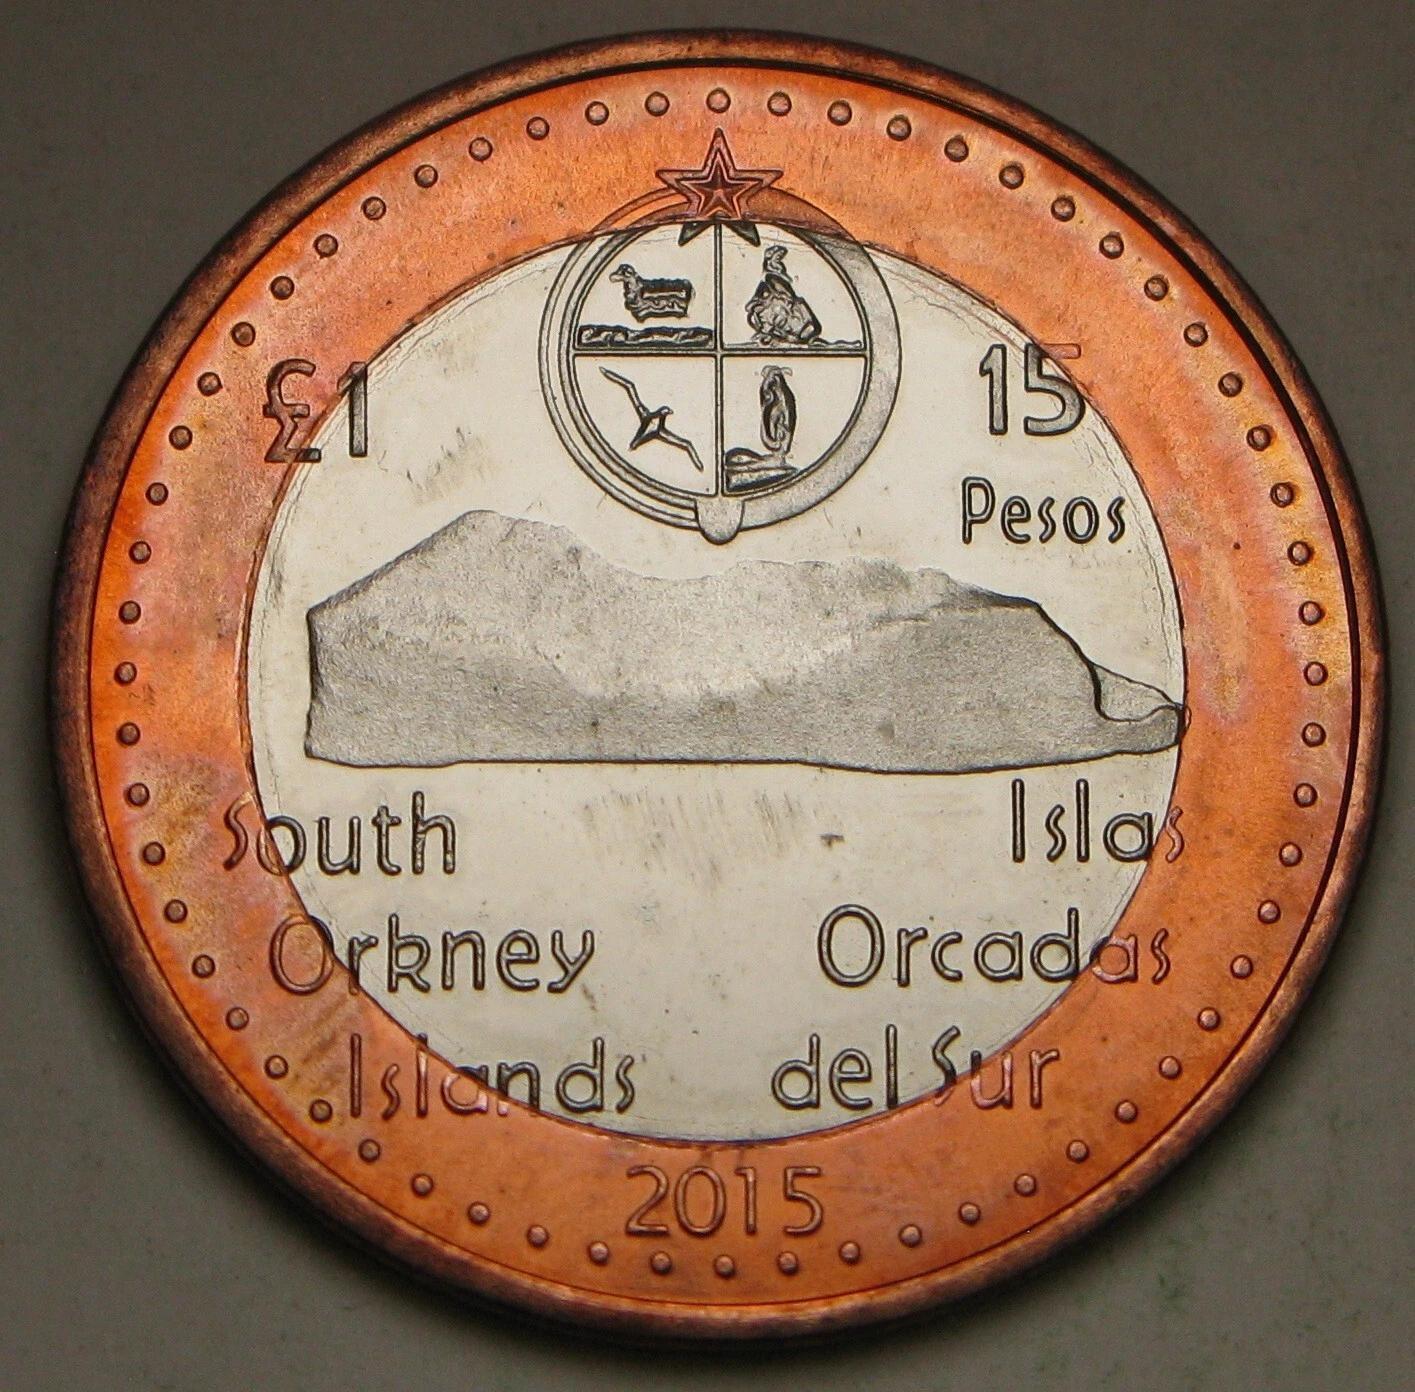 £1
15
Pesos
South
Orkney
Islands
Islas
Orcadas
del Sur
2015